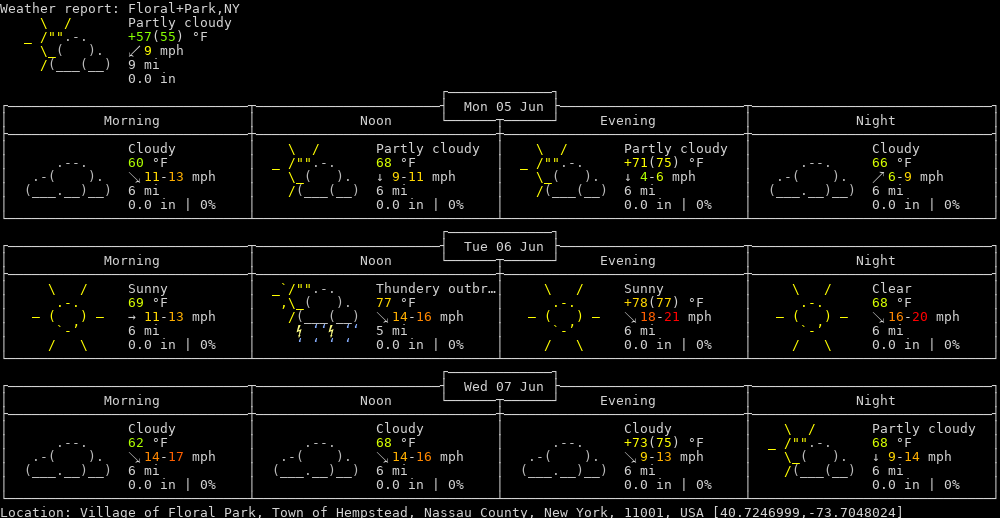 Weather report: Floral+Park,NY
Partly cloudy
+57(55) °F
↙ 9 mph
9 mi
0.0 in
Mon 05 Jun
Morning Noon Evening Night
Cloudy Partly cloudy Partly cloudy Cloudy
60 °F 68 °F +71(75) °F 66 °F
↘ 11-13 mph ↓ 9-11 mph ↓ 4-6 mph ↗ 6-9 mph
6 mi 6 mi 6 mi 6 mi
0.0 in | 0% 0.0 in | 0% 0.0 in | 0% 0.0 in | 0%
Tue 06 Jun
Morning Noon Evening Night
Sunny Thundery outbr… Sunny Clear
69 °F 77 °F +78(77) °F 68 °F
→ 11-13 mph ↘ 14-16 mph ↘ 18-21 mph ↘ 16-20 mph
6 mi 5 mi 6 mi 6 mi
0.0 in | 0% 0.0 in | 0% 0.0 in | 0% 0.0 in | 0%
Wed 07 Jun
Morning Noon Evening Night
Cloudy Cloudy Cloudy Partly cloudy
62 °F 68 °F +73(75) °F 68 °F
↘ 14-17 mph ↘ 14-16 mph ↘ 9-13 mph ↓ 9-14 mph
6 mi 6 mi 6 mi 6 mi
0.0 in | 0% 0.0 in | 0% 0.0 in | 0% 0.0 in | 0%
Location: Village of Floral Park, Town of Hempstead, Nassau County, New York, 11001, USA [40.7246999,-73.7048024]